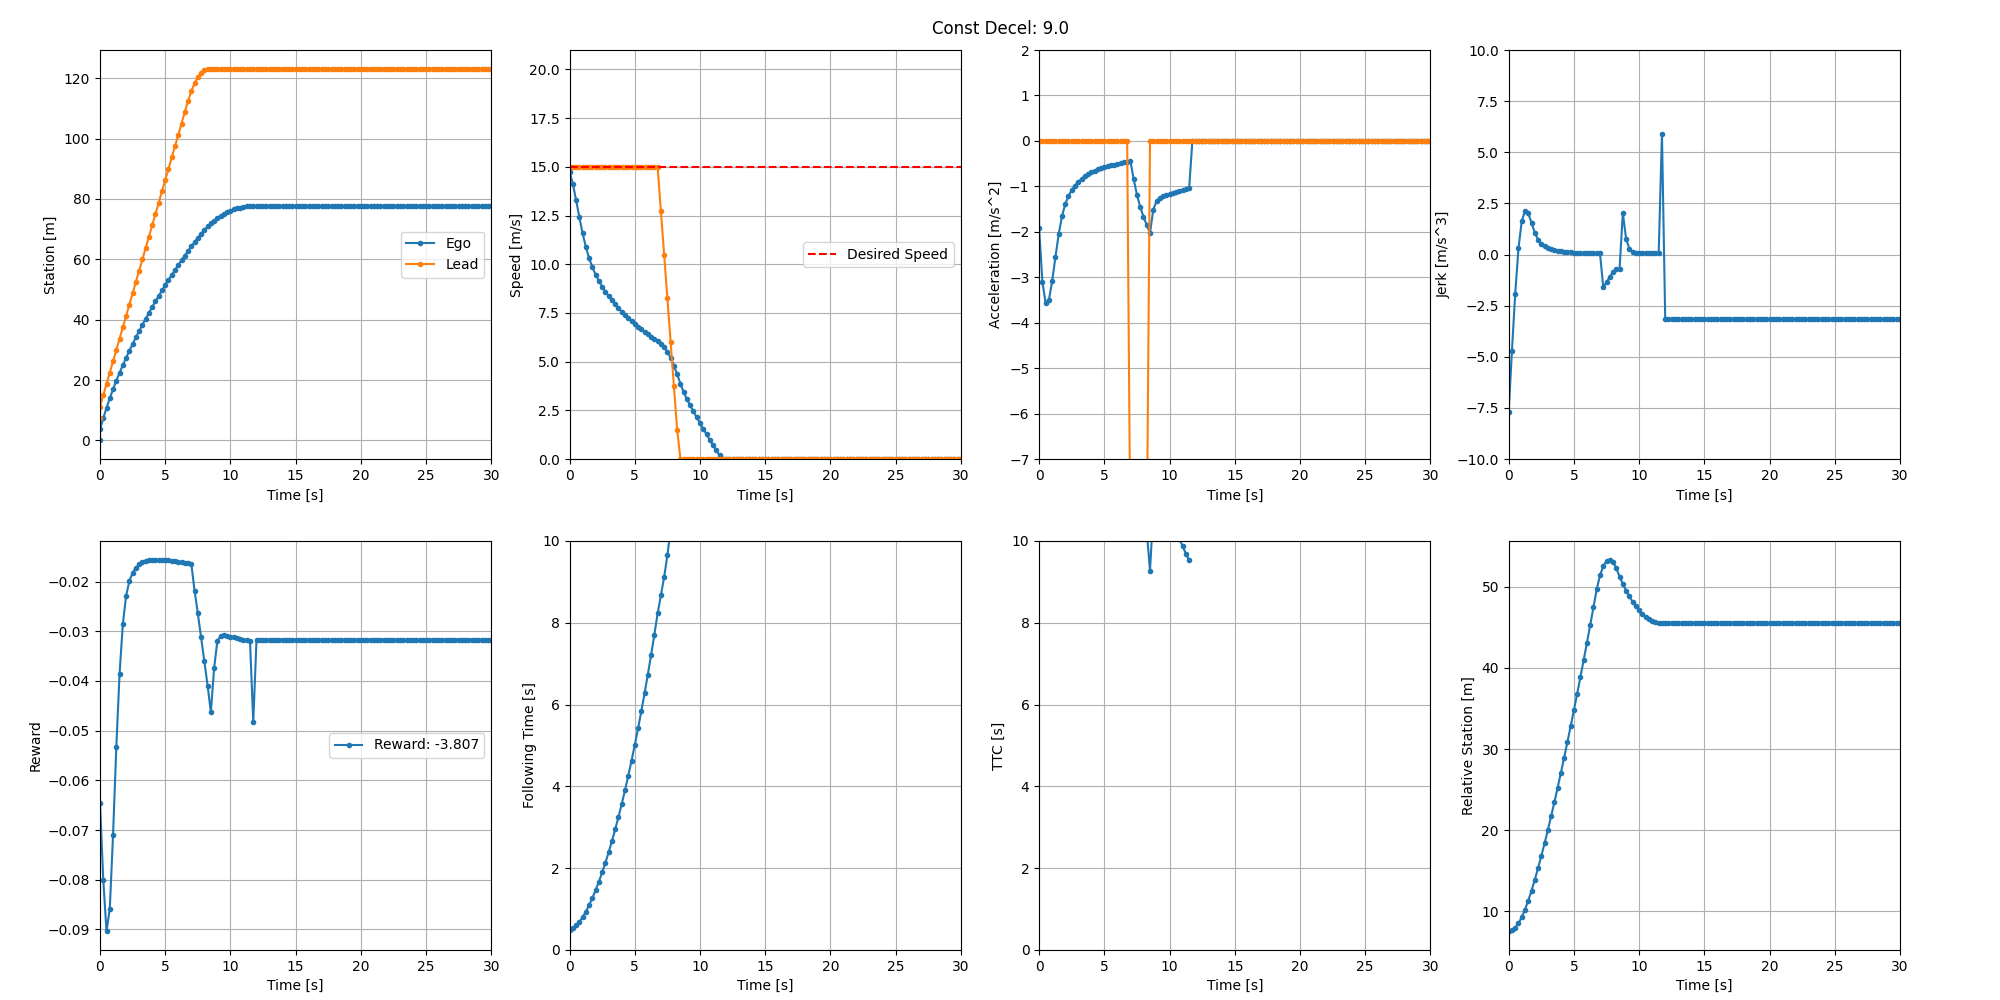 Const Decel: 9.0
120
100
80
60
40
20
0
Station [m]
Ego
Lead
0 5 10 15 20 25 30
Time [s]
20.0
17.5
15.0
12.5
10.0
7.5
5.0
2.5
0.0
Speed [m/s]
Desired Speed
0 5 10 15 20 25 30
Time [s]
2
1
0
−1
−2
−3
−4
−5
−6
−7
Acceleration [m/s^2]
0 5 10 15 20 25 30
Time [s]
10.0
7.5
5.0
2.5
0.0
−2.5
−5.0
−7.5
−10.0
Jerk [m/s^3]
0 5 10 15 20 25 30
Time [s]
−0.02
−0.03
−0.04
−0.05
−0.06
−0.07
−0.08
−0.09
Reward
Reward: -3.807
0 5 10 15 20 25 30
Time [s]
10
8
6
4
2
0
Following Time [s]
0 5 10 15 20 25 30
Time [s]
10
8
6
4
2
0
TTC [s]
0 5 10 15 20 25 30
Time [s]
50
40
30
20
10
Relative Station [m]
0 5 10 15 20 25 30
Time [s]